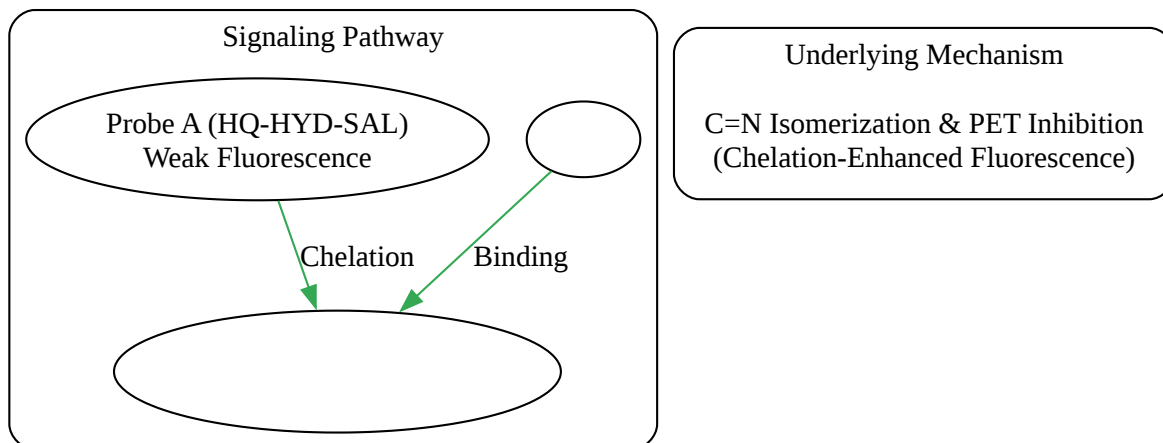 Signaling Pathway
Probe A (HQ-HYD-SAL)
Weak Fluorescence
Chelation
Binding
Underlying Mechanism
C=N Isomerization & PET Inhibition
(Chelation-Enhanced Fluorescence)